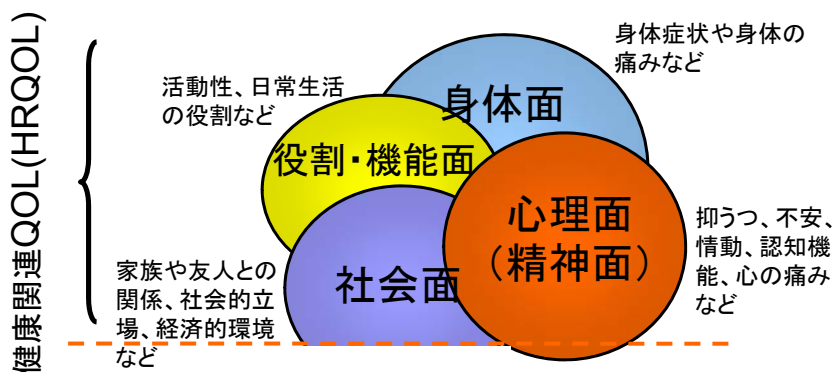 健康関連QOL(HRQOL)
身体症状や身体の
痛みなど
活動性、日常生活
の役割など
身体面
役割・機能面
心理面
（精神面）
社会面
抑うつ、不安、
情動、認知機
能、心の痛み
など
家族や友人との
関係、社会的立
場、経済的環境
など